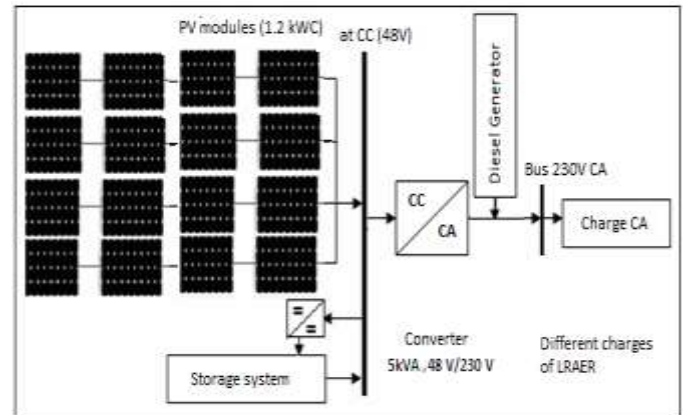 PV modules (1.2 kWC)
at CC (48V)
Diesel Generator
Bus 230V CA
CC
CA
Charge CA
=
=
Storage system
Converter
5kVA ,48 V/230 V
Different charges
of LRAER